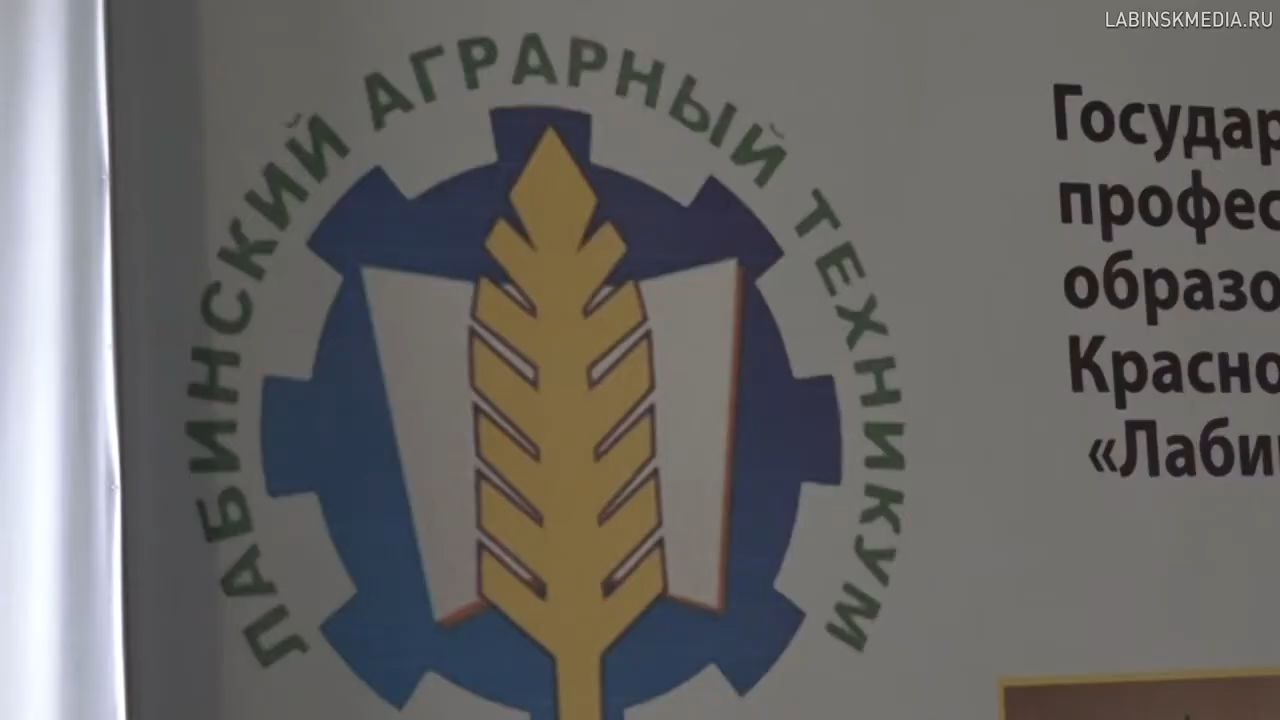 LABINSKMEDIA.RU
ЛАБИНСКИЙ АГРАРНЫЙ ТЕХНИКУМ
Государ
профес
образо
Красно
«Лаби